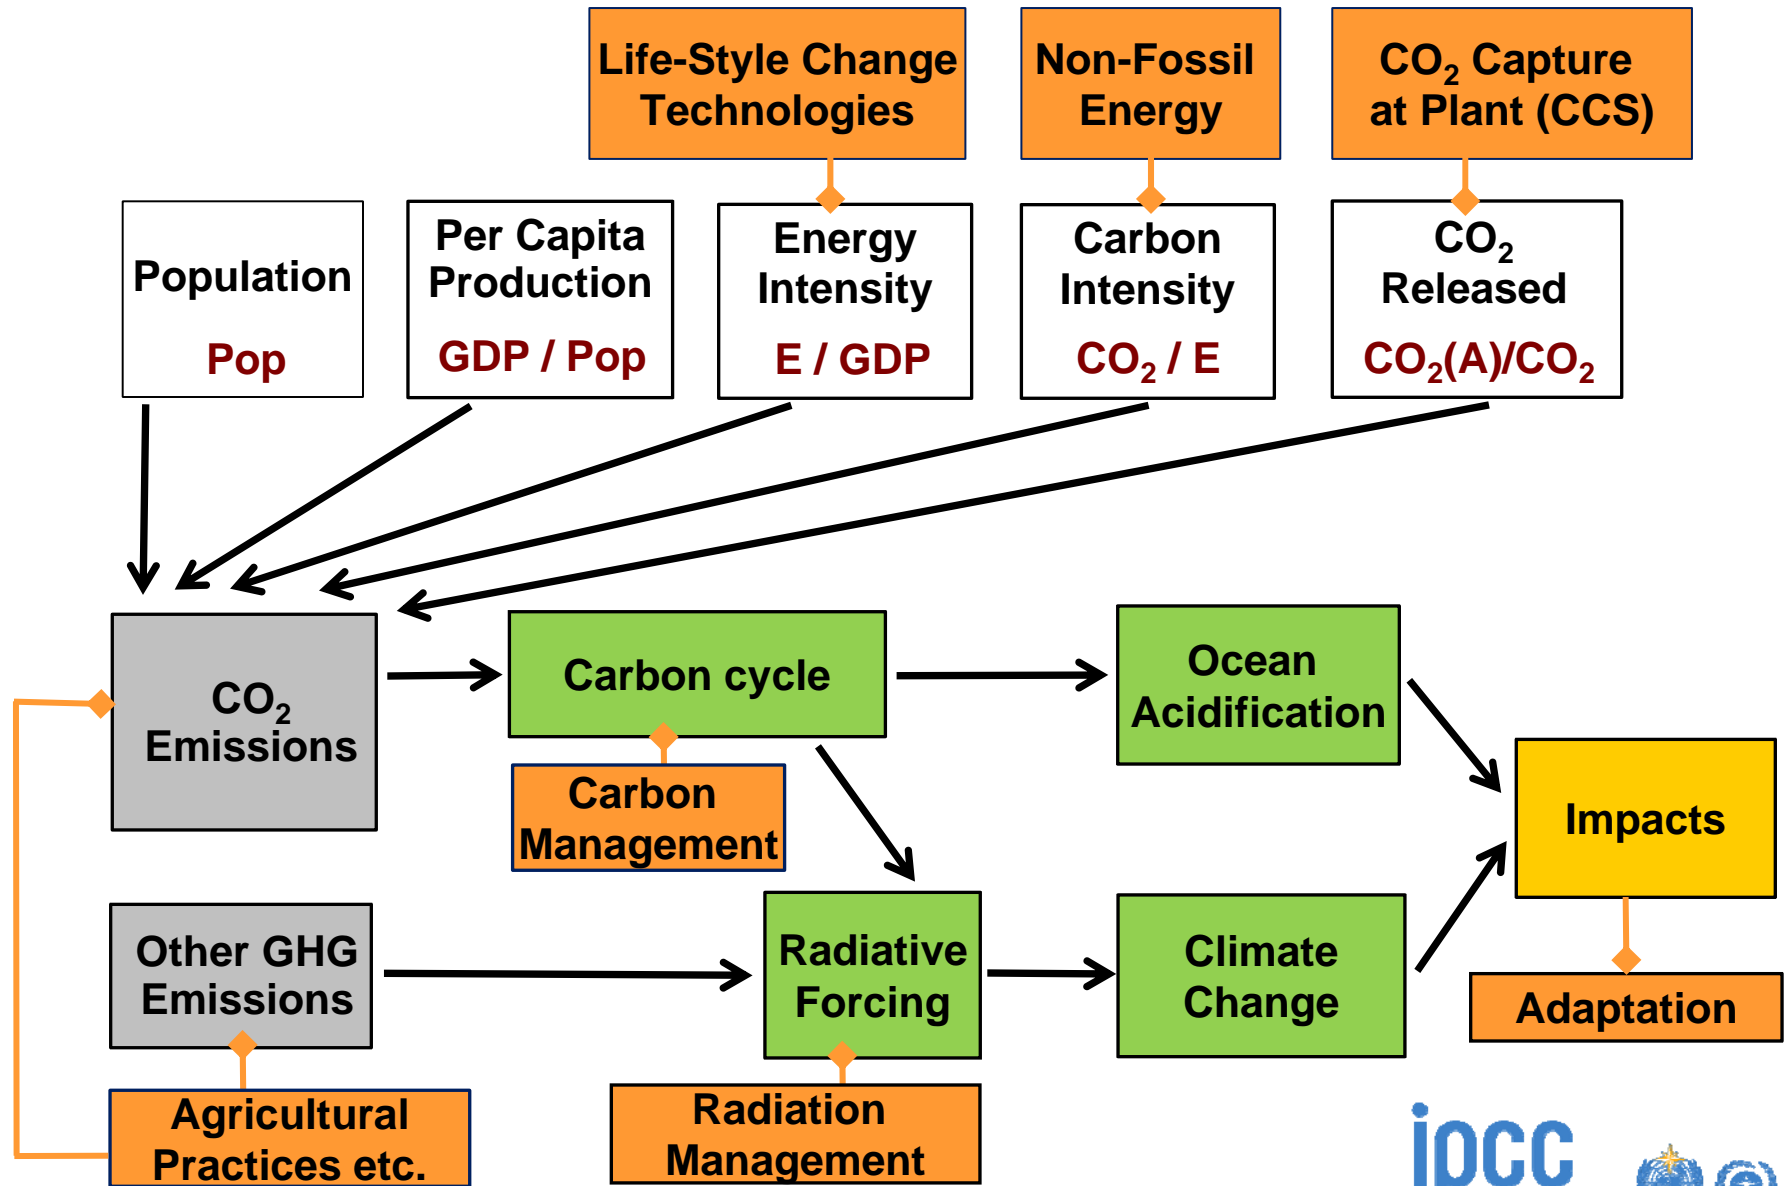 Life-Style Change
Technologies
Non-Fossil
Energy
CO₂ Capture
at Plant (CCS)
Population
Pop
Per Capita
Production
GDP / Pop
Energy
Intensity
E / GDP
Carbon
Intensity
CO₂ / E
CO₂
Released
CO₂(A)/CO₂
CO₂
Emissions
Carbon cycle
Ocean
Acidification
Carbon
Management
Impacts
Other GHG
Emissions
Radiative
Forcing
Climate
Change
Adaptation
Agricultural
Practices etc.
Radiation
Management
ipcc